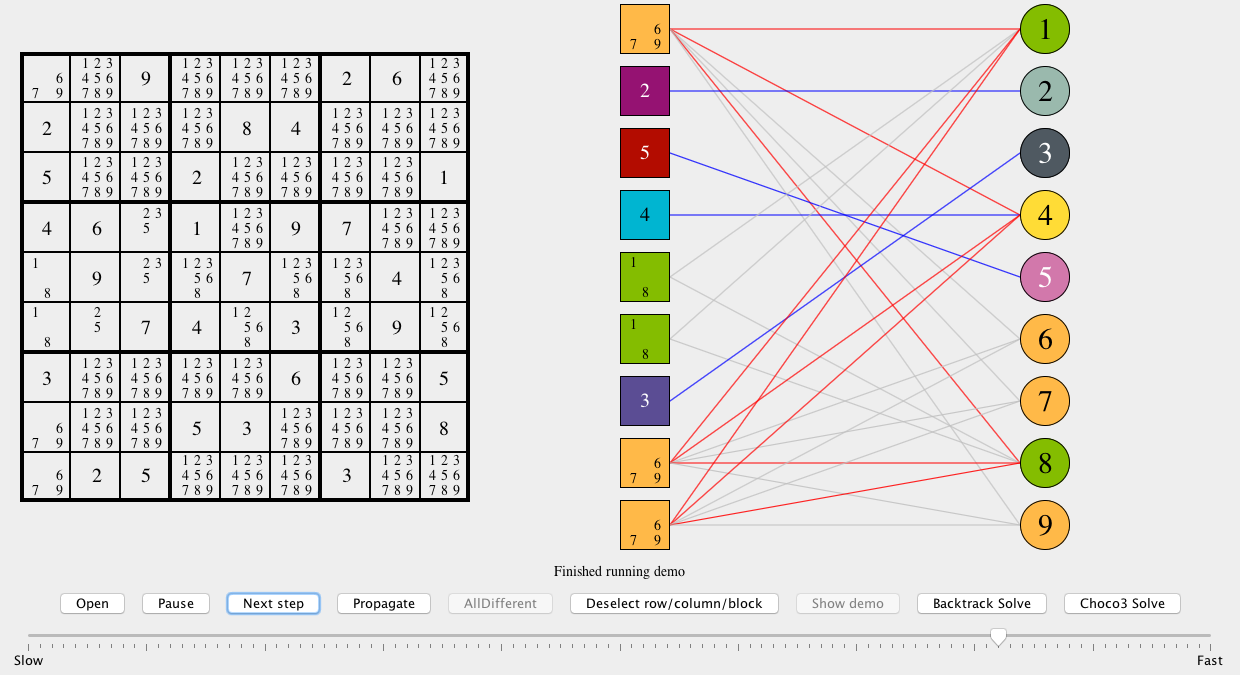 1 2 3 1 2 3 1 2 3 1 2 3 1 2 3
6 4 5 6 9 4 5 6 4 5 6 4 5 6 2 6 4 5 6
7 9 7 8 9 7 8 9 7 8 9 7 8 9 7 8 9
1 2 3 1 2 3 1 2 3 1 2 3 1 2 3 1 2 3
2 4 5 6 4 5 6 4 5 6 8 4 4 5 6 4 5 6 4 5 6
7 8 9 7 8 9 7 8 9 7 8 9 7 8 9 7 8 9
1 2 3 1 2 3 1 2 3 1 2 3 1 2 3 1 2 3
5 4 5 6 4 5 6 2 4 5 6 4 5 6 4 5 6 4 5 6 1
7 8 9 7 8 9 7 8 9 7 8 9 7 8 9 7 8 9
2 3 1 2 3 1 2 3 1 2 3
4 6 5 1 4 5 6 9 7 4 5 6 4 5 6
7 8 9 7 8 9 7 8 9
1 2 3 1 2 3 1 2 3 1 2 3 1 2 3
9 5 5 6 7 5 6 5 6 4 5 6
8 8 8 8 8
1 2 1 2 1 2 1 2
5 7 4 5 6 3 5 6 9 5 6
8 8 8 8
1 2 3 1 2 3 1 2 3 1 2 3 1 2 3 1 2 3
3 4 5 6 4 5 6 4 5 6 4 5 6 6 4 5 6 4 5 6 5
7 8 9 7 8 9 7 8 9 7 8 9 7 8 9 7 8 9
1 2 3 1 2 3 1 2 3 1 2 3 1 2 3
6 4 5 6 4 5 6 5 3 4 5 6 4 5 6 4 5 6 8
7 9 7 8 9 7 8 9 7 8 9 7 8 9 7 8 9
1 2 3 1 2 3 1 2 3 1 2 3 1 2 3
6 2 5 4 5 6 4 5 6 4 5 6 3 4 5 6 4 5 6
7 9 7 8 9 7 8 9 7 8 9 7 8 9 7 8 9
6
7 9
2
5
4
1
8
1
8
3
6
7 9
6
7 9
1
2
3
4
5
6
7
8
9
Finished running demo
Open Pause Next step Propagate AllDifferent Deselect row/column/block Show demo Backtrack Solve Choco3 Solve
Slow Fast